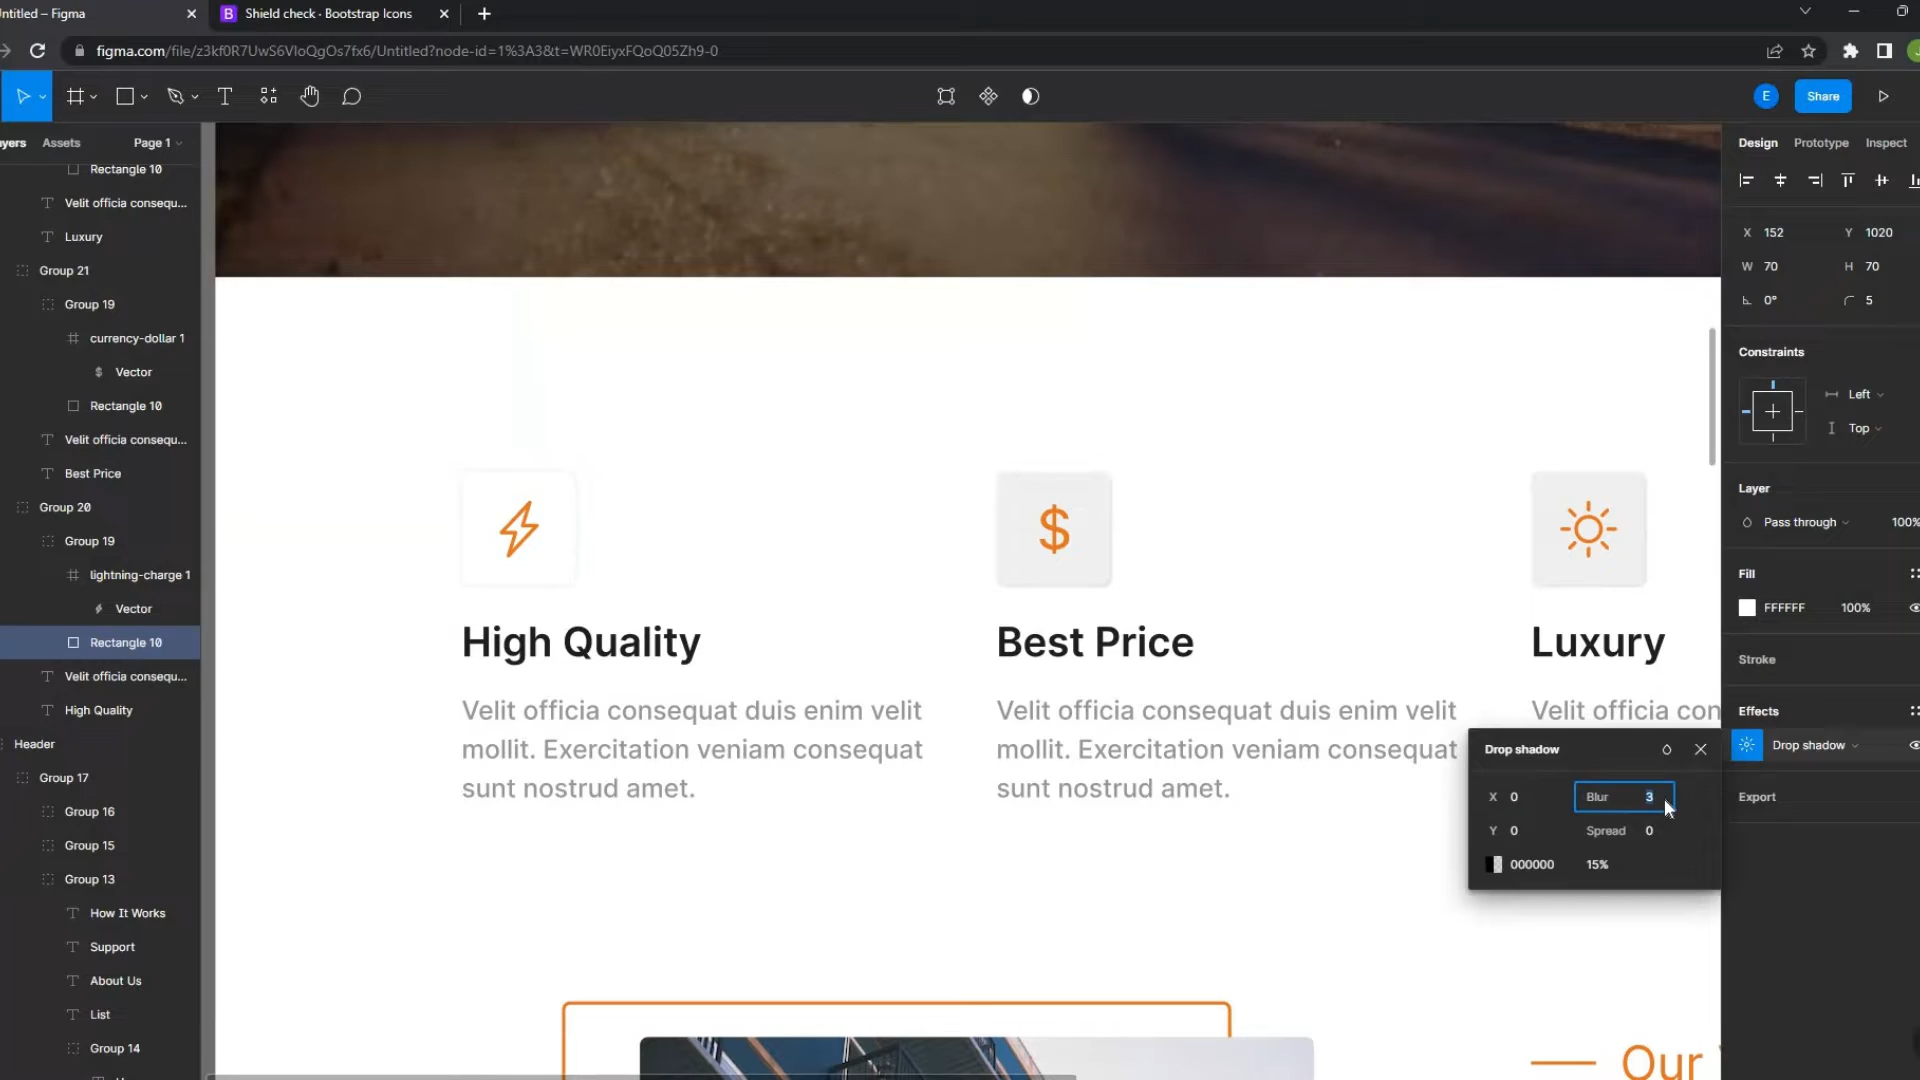 ntitled – Figma
Shield check · Bootstrap Icons
figma.com/file/z3kf0R7UwS6VIoQgOs7fx6/Untitled?node-id=1%3A3&t=WR0EiyxFQoQ05Zh9-0
E
Share
yers
Assets
Page 1
Rectangle 10
Velit officia consequ...
Luxury
Group 21
Group 19
currency-dollar 1
Vector
Rectangle 10
Velit officia consequ...
Best Price
Group 20
Group 19
lightning-charge 1
Vector
Rectangle 10
Velit officia consequ...
High Quality
Header
Group 17
Group 16
Group 15
Group 13
How It Works
Support
About Us
List
Group 14
$
High Quality
Velit officia consequat duis enim velit
mollit. Exercitation veniam consequat
sunt nostrud amet.
Best Price
Velit officia consequat duis enim velit
mollit. Exercitation veniam consequat
sunt nostrud amet.
Luxury
Velit officia con
Our
Drop shadow
X 0
Blur 3
Y 0
Spread 0
000000
15%
Design
Prototype
Inspect
X 152
Y 1020
W 70
H 70
0°
5
Constraints
Left
Top
Layer
Pass through
100%
Fill
FFFFFF
100%
Stroke
Effects
Drop shadow
Export